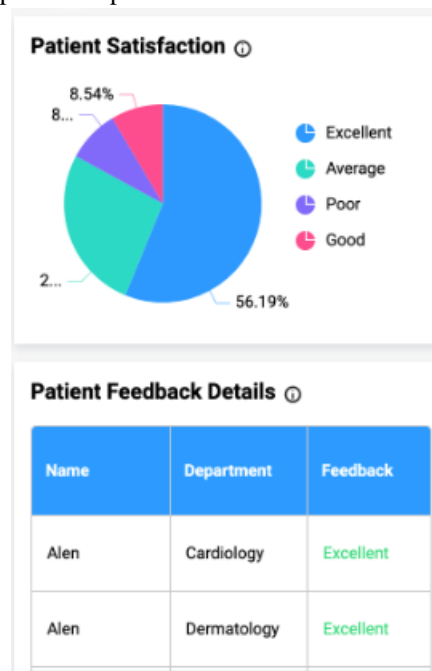 Patient Satisfaction
8.54%
8...
2...
56.19%
Excellent
Average
Poor
Good
Patient Feedback Details
Name Department Feedback
Alen Cardiology Excellent
Alen Dermatology Excellent